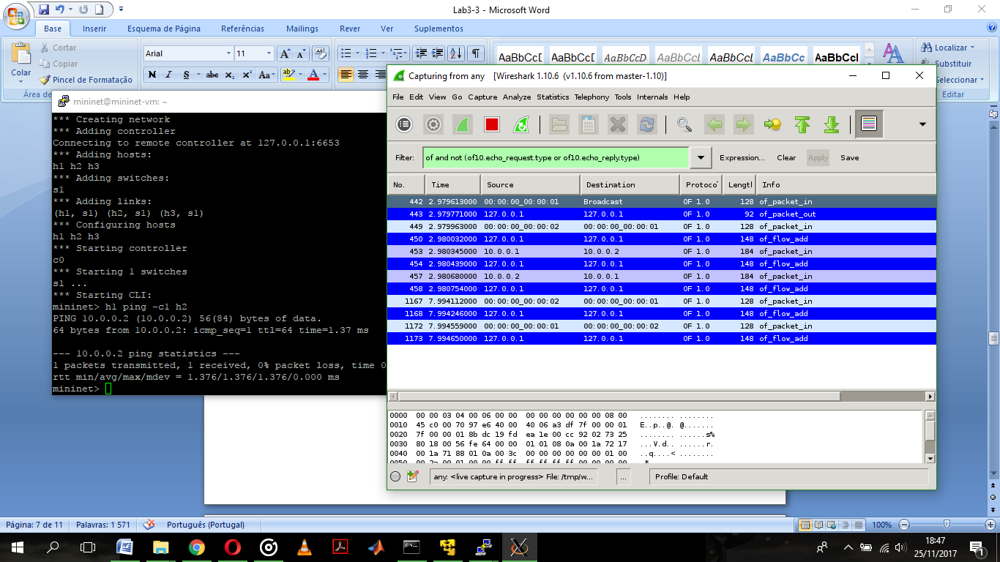 Lab3-3 - Microsoft Word
Base Inserir Esquema de Página Referências Mailings Rever Ver Suplementos
Colar
Cortar
Copiar
Pincel de Formatação
Área de
Arial 11
N I S abc x₂ x² Aa
AaBbCcD AaBbCcD AaBbCcD AaBbCcD AaBbCcL AaBbCc AaBbCcI
Localizar
Substituir
Seleccionar
Editar
mininet@mininet-vm: ~
*** Creating network
*** Adding controller
Connecting to remote controller at 127.0.0.1:6653
*** Adding hosts:
h1 h2 h3
*** Adding switches:
s1
*** Adding links:
(h1, s1) (h2, s1) (h3, s1)
*** Configuring hosts
h1 h2 h3
*** Starting controller
c0
*** Starting 1 switches
s1 ...
*** Starting CLI:
mininet> h1 ping -c1 h2
PING 10.0.0.2 (10.0.0.2) 56(84) bytes of data.
64 bytes from 10.0.0.2: icmp_seq=1 ttl=64 time=1.37 ms
--- 10.0.0.2 ping statistics ---
1 packets transmitted, 1 received, 0% packet loss, time 0
rtt min/avg/max/mdev = 1.376/1.376/1.376/0.000 ms
mininet>
Capturing from any [Wireshark 1.10.6 (v1.10.6 from master-1.10)]
File Edit View Go Capture Analyze Statistics Telephony Tools Internals Help
Filter: of and not (of10.echo_request.type or of10.echo_reply.type) Expression... Clear Apply Save
No. Time Source Destination Protoco Lengtl Info
442 2.979613000 00:00:00_00:00:01 Broadcast OF 1.0 128 of_packet_in
443 2.979771000 127.0.0.1 127.0.0.1 OF 1.0 92 of_packet_out
449 2.979963000 00:00:00_00:00:02 00:00:00_00:00:01 OF 1.0 128 of_packet_in
450 2.980032000 127.0.0.1 127.0.0.1 OF 1.0 148 of_flow_add
453 2.980345000 10.0.0.1 10.0.0.2 OF 1.0 184 of_packet_in
454 2.980439000 127.0.0.1 127.0.0.1 OF 1.0 148 of_flow_add
457 2.980680000 10.0.0.2 10.0.0.1 OF 1.0 184 of_packet_in
458 2.980754000 127.0.0.1 127.0.0.1 OF 1.0 148 of_flow_add
1167 7.994112000 00:00:00_00:00:02 00:00:00_00:00:01 OF 1.0 128 of_packet_in
1168 7.994246000 127.0.0.1 127.0.0.1 OF 1.0 148 of_flow_add
1172 7.994559000 00:00:00_00:00:01 00:00:00_00:00:02 OF 1.0 128 of_packet_in
1173 7.994650000 127.0.0.1 127.0.0.1 OF 1.0 148 of_flow_add
0000 00 00 03 04 00 06 00 00 00 00 00 00 00 00 08 00 ........ ........
0010 45 c0 00 70 97 e6 40 00 40 06 a3 df 7f 00 00 01 E..p..@. @.......
0020 7f 00 00 01 8b dc 19 fd ea 1e 00 cc 92 02 73 25 ........ ......s%
0030 80 18 00 56 fe 64 00 00 01 01 08 0a 00 1a 72 17 ...V.d.. ......r.
0040 00 1a 71 88 01 0a 00 3c 00 00 00 00 00 00 01 00 ..q....< ........
any: <live capture in progress> File: /tmp/w... ... Profile: Default
Página: 7 de 11 Palavras: 1 571 Português (Portugal) 100%
18:47
25/11/2017
1